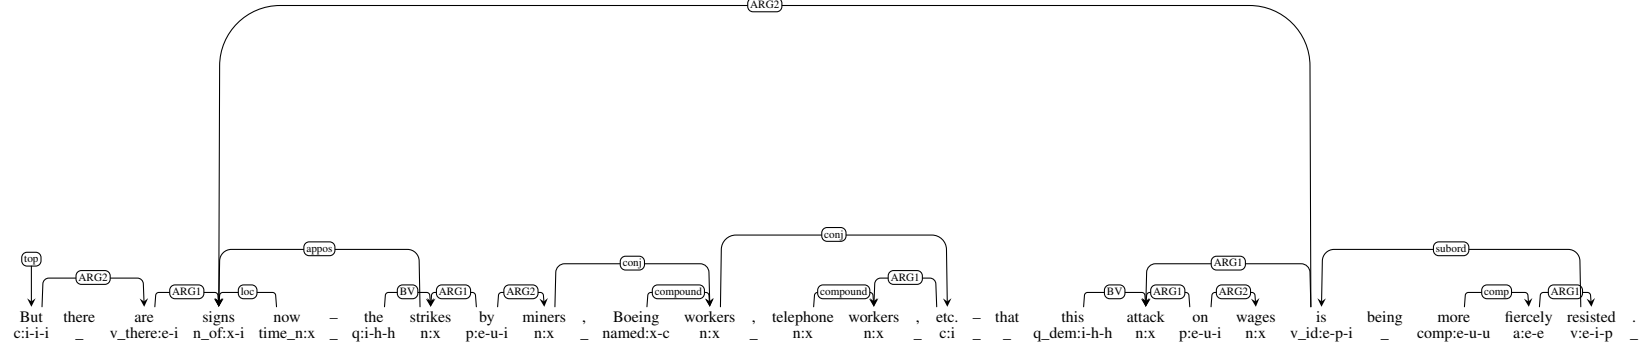 ARG2
appos
conj
subord
top
conj
ARG1
ARG2
ARG1
loc
BV
ARG1
ARG2
compound
compound
ARG1
BV
ARG1
ARG2
comp
ARG1
But there are signs now – the strikes by miners , Boeing workers , telephone workers , etc. – that this attack on wages is being more fiercely resisted .
c:i-i-i _ v_there:e-i n_of:x-i time_n:x _ q:i-h-h n:x p:e-u-i n:x _ named:x-c n:x _ n:x n:x _ c:i _ _ q_dem:i-h-h n:x p:e-u-i n:x v_id:e-p-i _ comp:e-u-u a:e-e v:e-i-p _